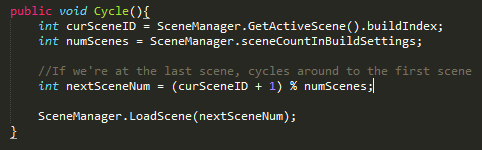 public void Cycle(){
int curSceneID = SceneManager.GetActiveScene().buildIndex;
int numScenes = SceneManager.sceneCountInBuildSettings;
//If we're at the last scene, cycles around to the first scene
int nextSceneNum = (curSceneID + 1) % numScenes;
SceneManager.LoadScene(nextSceneNum);
}